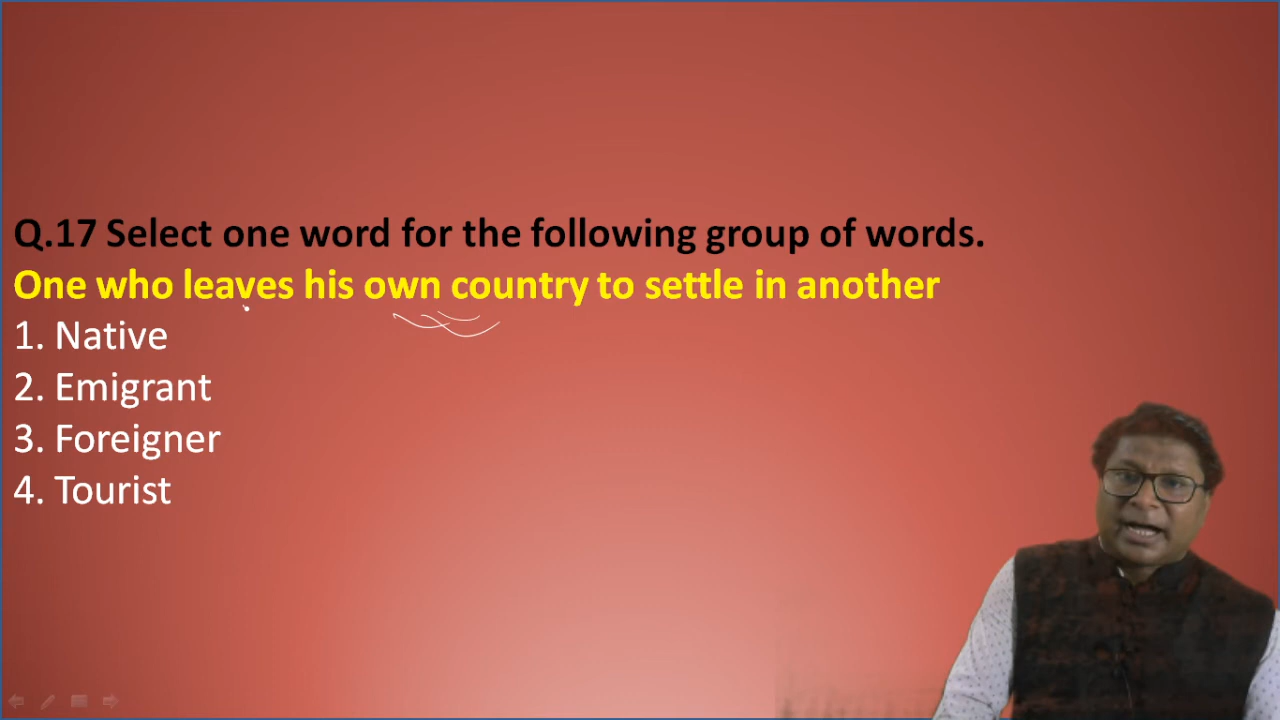 Q.17 Select one word for the following group of words.
One who leaves his own country to settle in another
1. Native
2. Emigrant
3. Foreigner
4. Tourist